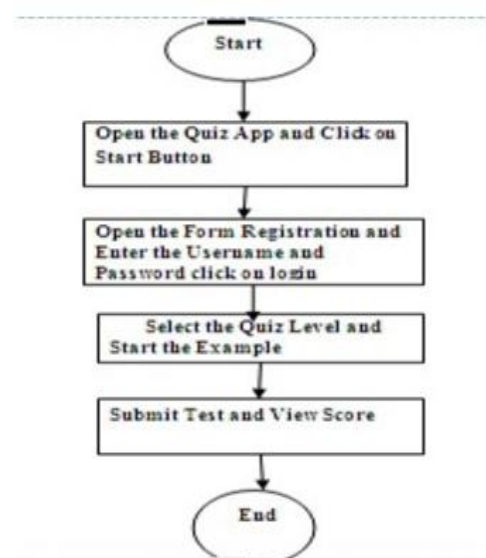 Start
Open the Quiz App and Click on
Start Button
Open the Form Registration and
Enter the Username and
Password click on login
Select the Quiz Level and
Start the Example
Submit Test and View Score
End